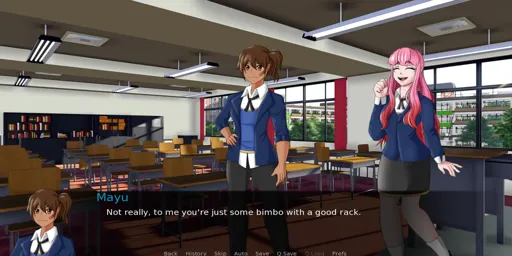 Mayu
Not really, to me you're just some bimbo with a good rack.
Back History Skip Auto Save Q.Save Q.Load Prefs